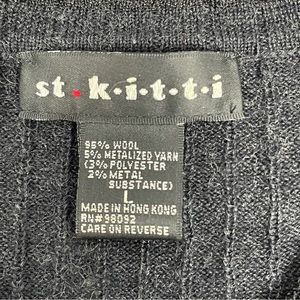 st.k·i·t·t·i
95% WOOL
5% METALIZED YARN
(3% POLYESTER
2% METAL
SUBSTANCE)
L
MADE IN HONG KONG
RN# 98092
CARE ON REVERSE